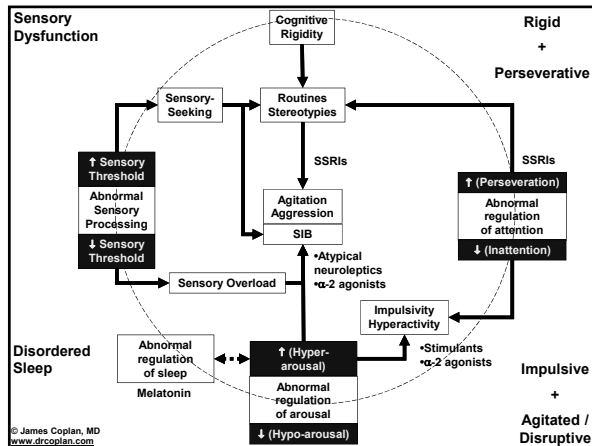 Sensory
Dysfunction
Cognitive
Rigidity
Rigid
+
Perseverative
Sensory-
Seeking
Routines
Stereotypies
SSRIs
SSRIs
↑ Sensory
Threshold
Abnormal
Sensory
Processing
↓ Sensory
Threshold
↑ (Perseveration)
Abnormal
regulation
of attention
↓ (Inattention)
Agitation
Aggression
SIB
•Atypical
neuroleptics
•α-2 agonists
Sensory Overload
Impulsivity
Hyperactivity
•Stimulants
•α-2 agonists
Disordered
Sleep
Abnormal
regulation
of sleep
Melatonin
↑ (Hyper-
arousal)
Abnormal
regulation
of arousal
↓ (Hypo-arousal)
Impulsive
+
Agitated /
Disruptive
© James Coplan, MD
www.drcoplan.com